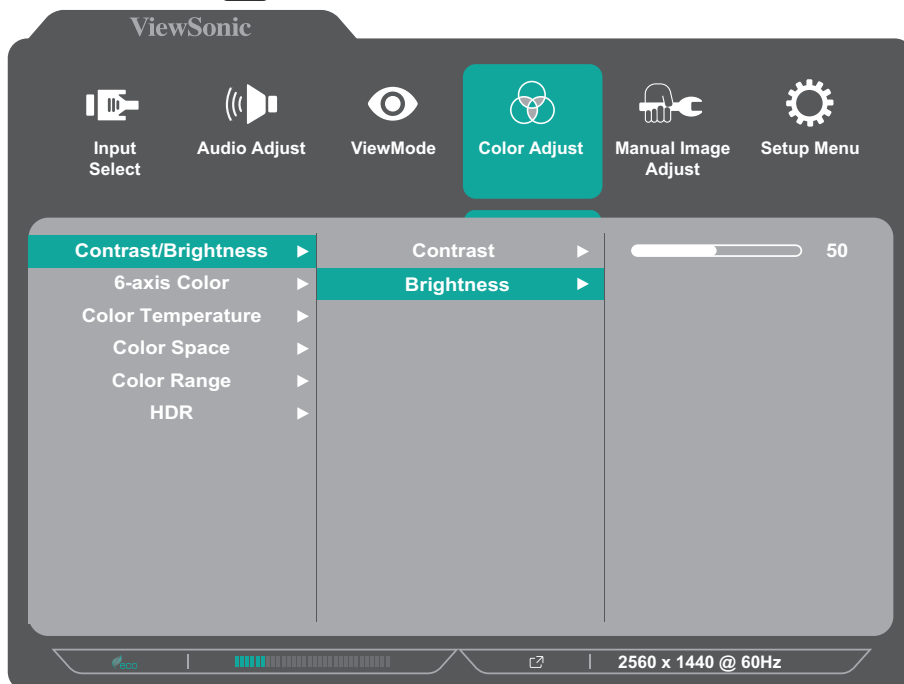 ViewSonic
Input
Select
Audio Adjust
ViewMode
Color Adjust
Manual Image
Adjust
Setup Menu
Contrast/Brightness
6-axis Color
Color Temperature
Color Space
Color Range
HDR
Contrast
Brightness
50
eco
2560 x 1440 @ 60Hz